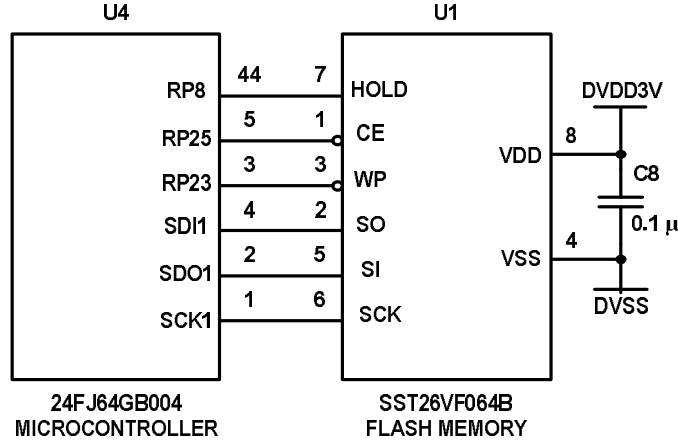 U4 U1
RP8 44 7 HOLD
DVDD3V
RP25 5 1 CE
VDD 8
RP23 3 3 WP
C8
SDI1 4 2 SO
0.1 µ
SDO1 2 5 SI
VSS 4
SCK1 1 6 SCK
DVSS
24FJ64GB004 SST26VF064B
MICROCONTROLLER FLASH MEMORY